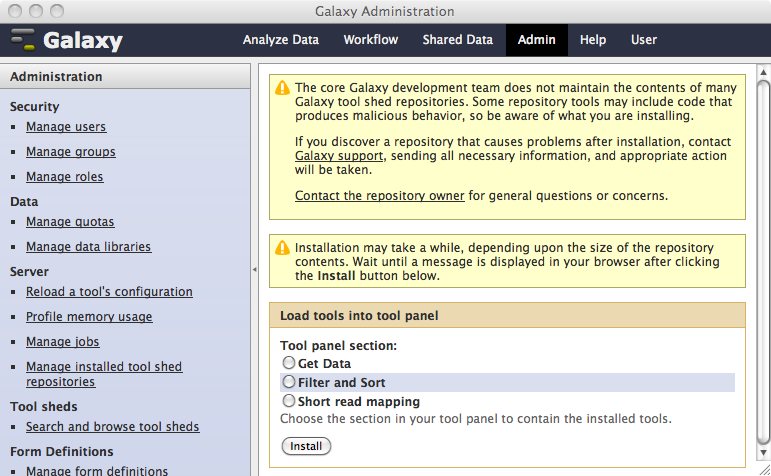 Galaxy Administration
Galaxy
Analyze Data Workflow Shared Data Admin Help User
Administration
Security
Manage users
Manage groups
Manage roles
Data
Manage quotas
Manage data libraries
Server
Reload a tool's configuration
Profile memory usage
Manage jobs
Manage installed tool shed
repositories
Tool sheds
Search and browse tool sheds
Form Definitions
Manage form definitions
The core Galaxy development team does not maintain the contents of many
Galaxy tool shed repositories. Some repository tools may include code that
produces malicious behavior, so be aware of what you are installing.
If you discover a repository that causes problems after installation, contact
Galaxy support, sending all necessary information, and appropriate action
will be taken.
Contact the repository owner for general questions or concerns.
Installation may take a while, depending upon the size of the repository
contents. Wait until a message is displayed in your browser after clicking
the Install button below.
Load tools into tool panel
Tool panel section:
Get Data
Filter and Sort
Short read mapping
Choose the section in your tool panel to contain the installed tools.
Install